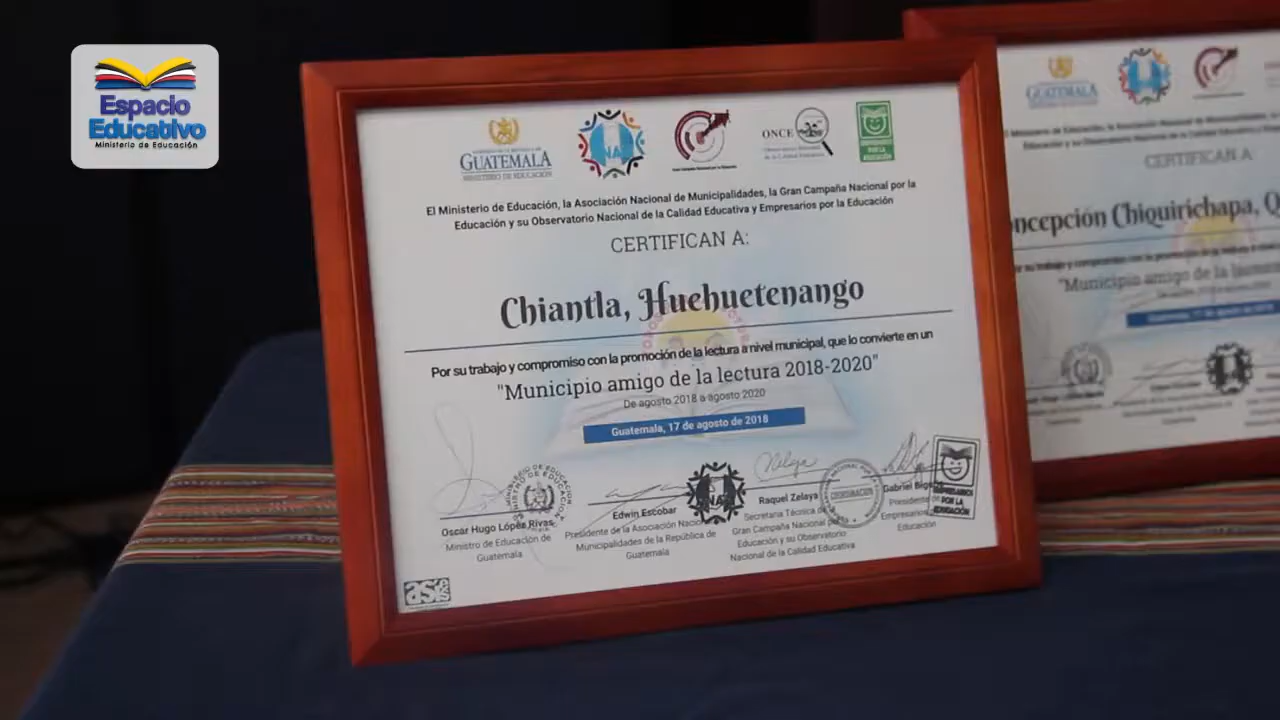 Espacio
Educativo
Ministerio de Educación
GUATEMALA
MINISTERIO DE EDUCACIÓN
ONCE
EMPRESARIOS
POR LA
EDUCACIÓN
El Ministerio de Educación, la Asociación Nacional de Municipalidades, la Gran Campaña Nacional por la
Educación y su Observatorio Nacional de la Calidad Educativa y Empresarios por la Educación
CERTIFICAN A:
Chiantla, Huehuetenango
Por su trabajo y compromiso con la promoción de la lectura a nivel municipal, que lo convierte en un
"Municipio amigo de la lectura 2018-2020"
De agosto 2018 a agosto 2020
Guatemala, 17 de agosto de 2018
Oscar Hugo López Rivas
Ministro de Educación de
Guatemala
Edwin Escobar
Presidente de la Asociación
Municipalidades de la República de
Guatemala
Raquel Zelaya
Secretaria Técnica de
Gran Campaña Nacional
Educación y su Observatorio
Nacional de la Calidad Educativa
Gabriel
Presidente
Empresarios
Educación
EMPRESARIOS
POR LA
EDUCACIÓN
GUATEMALA
CERTIFICAN A
Concepción Chiquirichapa, Q
"Municipio amigo de la